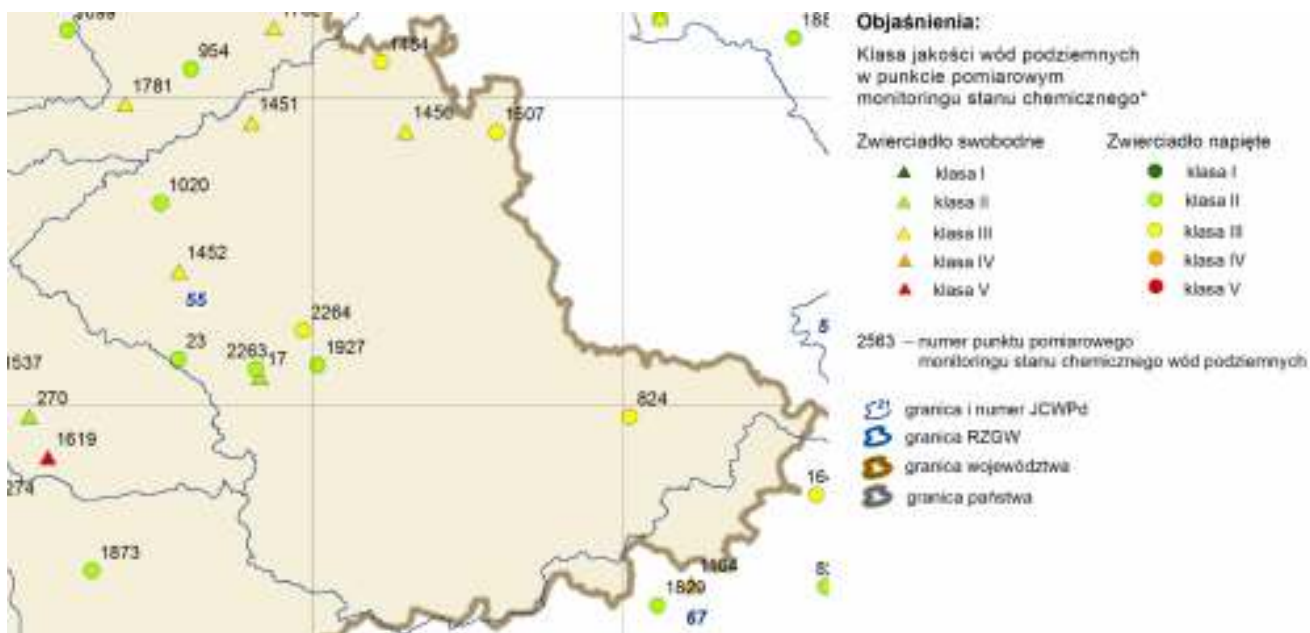 954
1781
1451
1456
1507
1020
1452
55
2264
23
2263
17
1927
1537
270
1619
824
1873
1829
1164
67
Objaśnienia:
Klasa jakości wód podziemnych
w punkcie pomiarowym
monitoringu stanu chemicznego*
Zwierciadło swobodne
klasa I
klasa II
klasa III
klasa IV
klasa V
Zwierciadło napięte
klasa I
klasa II
klasa III
klasa IV
klasa V
2563 – numer punktu pomiarowego
monitoringu stanu chemicznego wód podziemnych
21 granica i numer JCWPd
granica RZGW
granica województwa
granica państwa